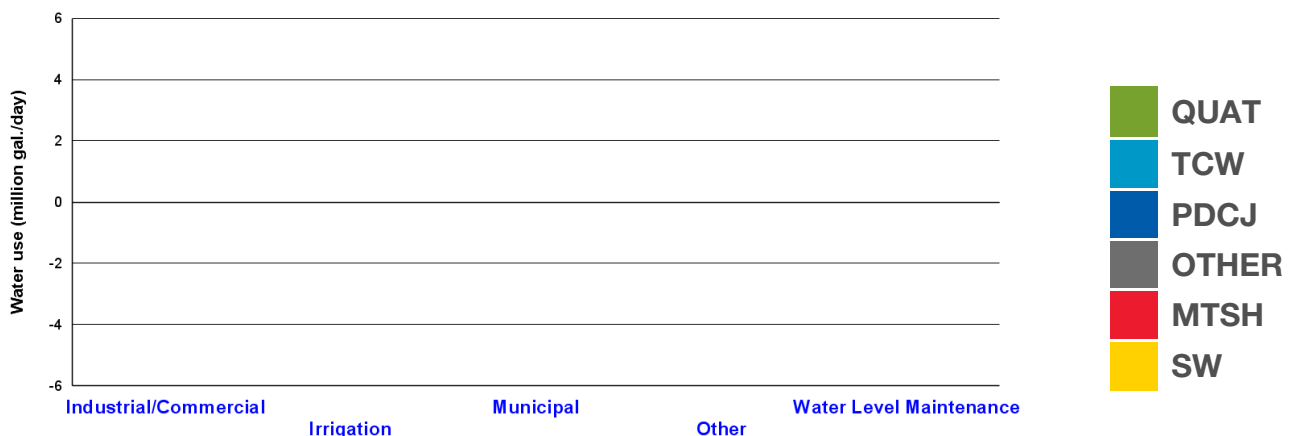 Water use (million gal./day)
6
4
2
0
-2
-4
-6
Industrial/Commercial
Irrigation
Municipal
Other
Water Level Maintenance
QUAT
TCW
PDCJ
OTHER
MTSH
SW